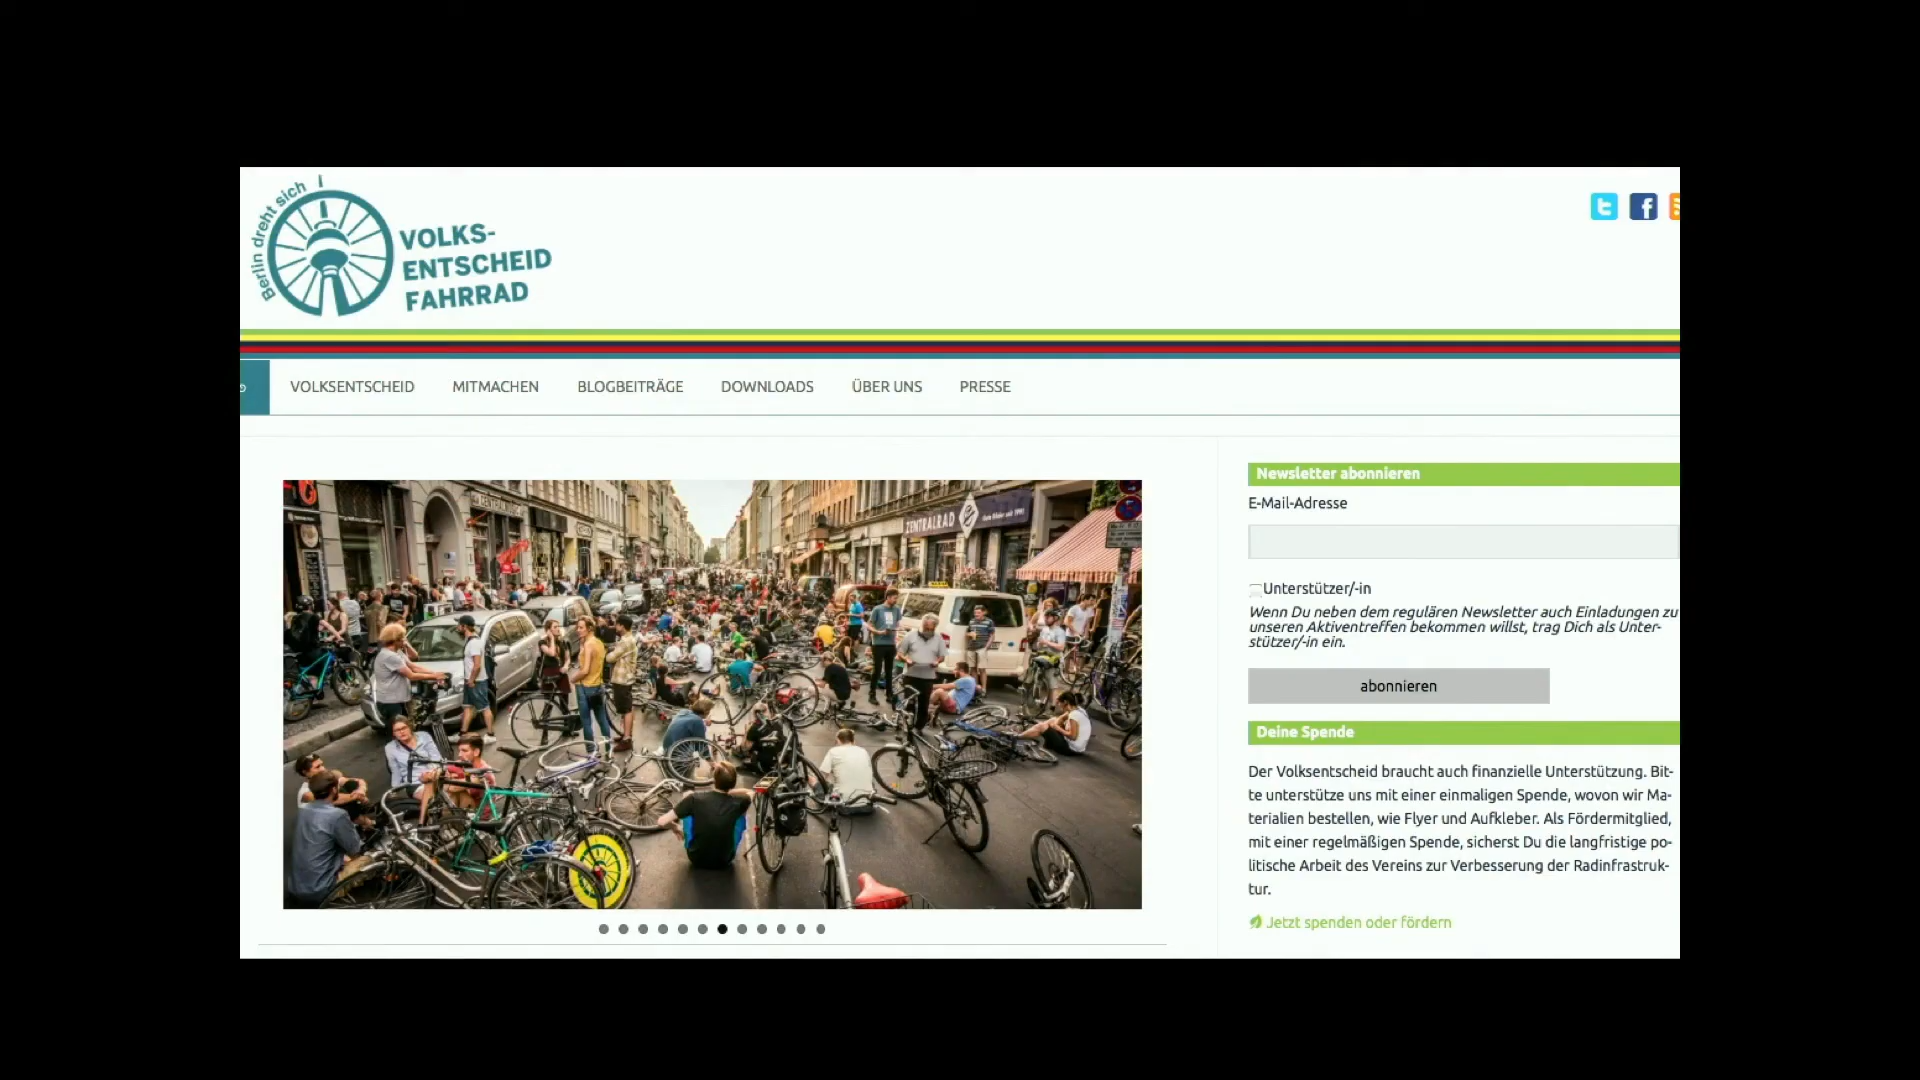 Berlin dreht sich
VOLKS-
ENTSCHEID
FAHRRAD
VOLKSENTSCHEID
MITMACHEN
BLOGBEITRÄGE
DOWNLOADS
ÜBER UNS
PRESSE
ZENTRALRAD
Newsletter abonnieren
E-Mail-Adresse
Unterstützer/-in
Wenn Du neben dem regulären Newsletter auch Einladungen zu
unseren Aktiventreffen bekommen willst, trag Dich als Unter-
stützer/-in ein.
abonnieren
Deine Spende
Der Volksentscheid braucht auch finanzielle Unterstützung. Bit-
te unterstütze uns mit einer einmaligen Spende, wovon wir Ma-
terialien bestellen, wie Flyer und Aufkleber. Als Fördermitglied,
mit einer regelmäßigen Spende, sicherst Du die langfristige po-
litische Arbeit des Vereins zur Verbesserung der Radinfrastruk-
tur.
Jetzt spenden oder fördern